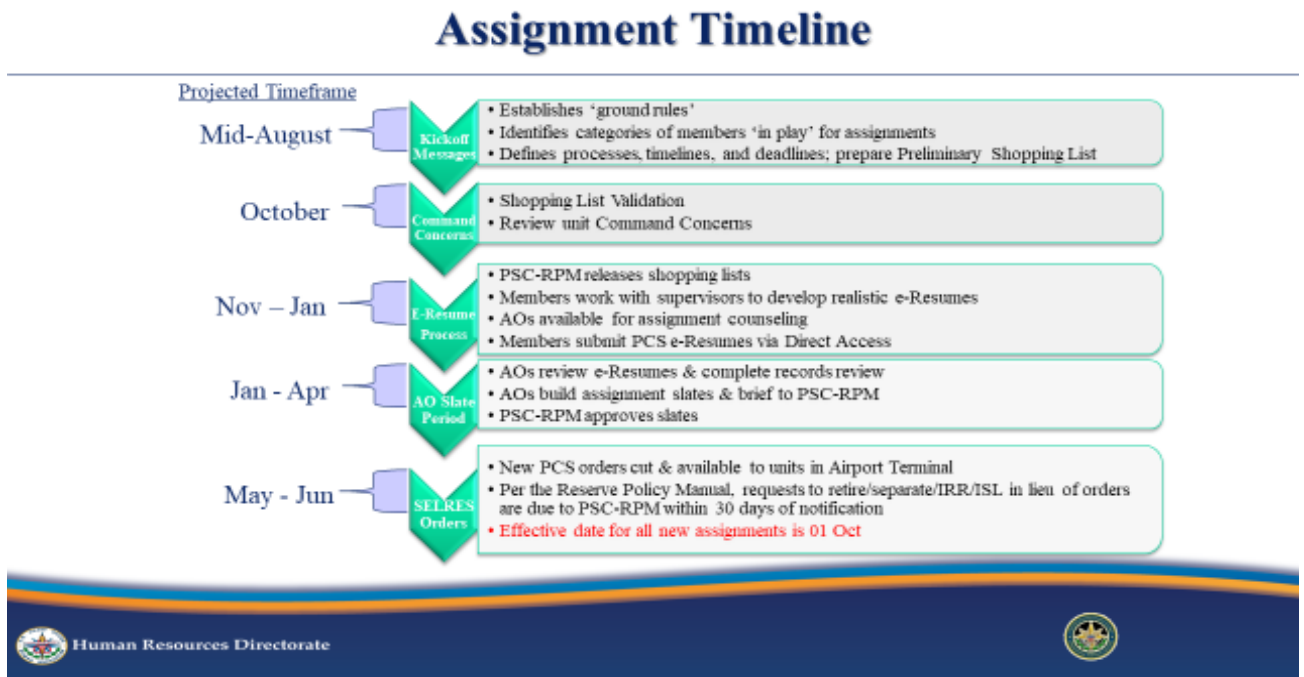 Assignment Timeline
Projected Timeframe
Mid-August
Kickoff
Messages
• Establishes ‘ground rules’
• Identifies categories of members ‘in play’ for assignments
• Defines processes, timelines, and deadlines; prepare Preliminary Shopping List
October
Command
Concerns
• Shopping List Validation
• Review unit Command Concerns
Nov – Jan
E-Resume
Process
• PSC-RPM releases shopping lists
• Members work with supervisors to develop realistic e-Resumes
• AOs available for assignment counseling
• Members submit PCS e-Resumes via Direct Access
Jan - Apr
AO Slate
Period
• AOs review e-Resumes & complete records review
• AOs build assignment slates & brief to PSC-RPM
• PSC-RPM approves slates
May - Jun
SELRES
Orders
• New PCS orders cut & available to units in Airport Terminal
• Per the Reserve Policy Manual, requests to retire/separate/IRR/ISL in lieu of orders
are due to PSC-RPM within 30 days of notification
• Effective date for all new assignments is 01 Oct
Human Resources Directorate